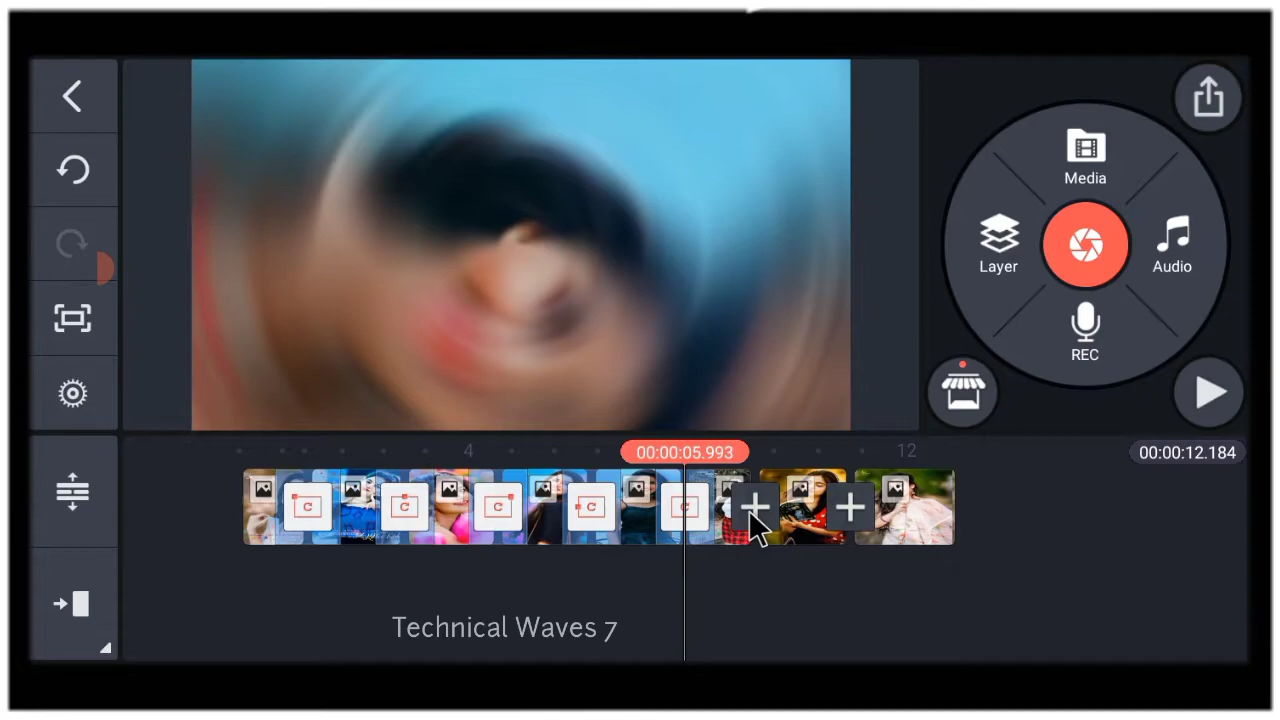 Media
Layer
Audio
REC
4
00:00:05.993
12
00:00:12.184
Technical Waves 7